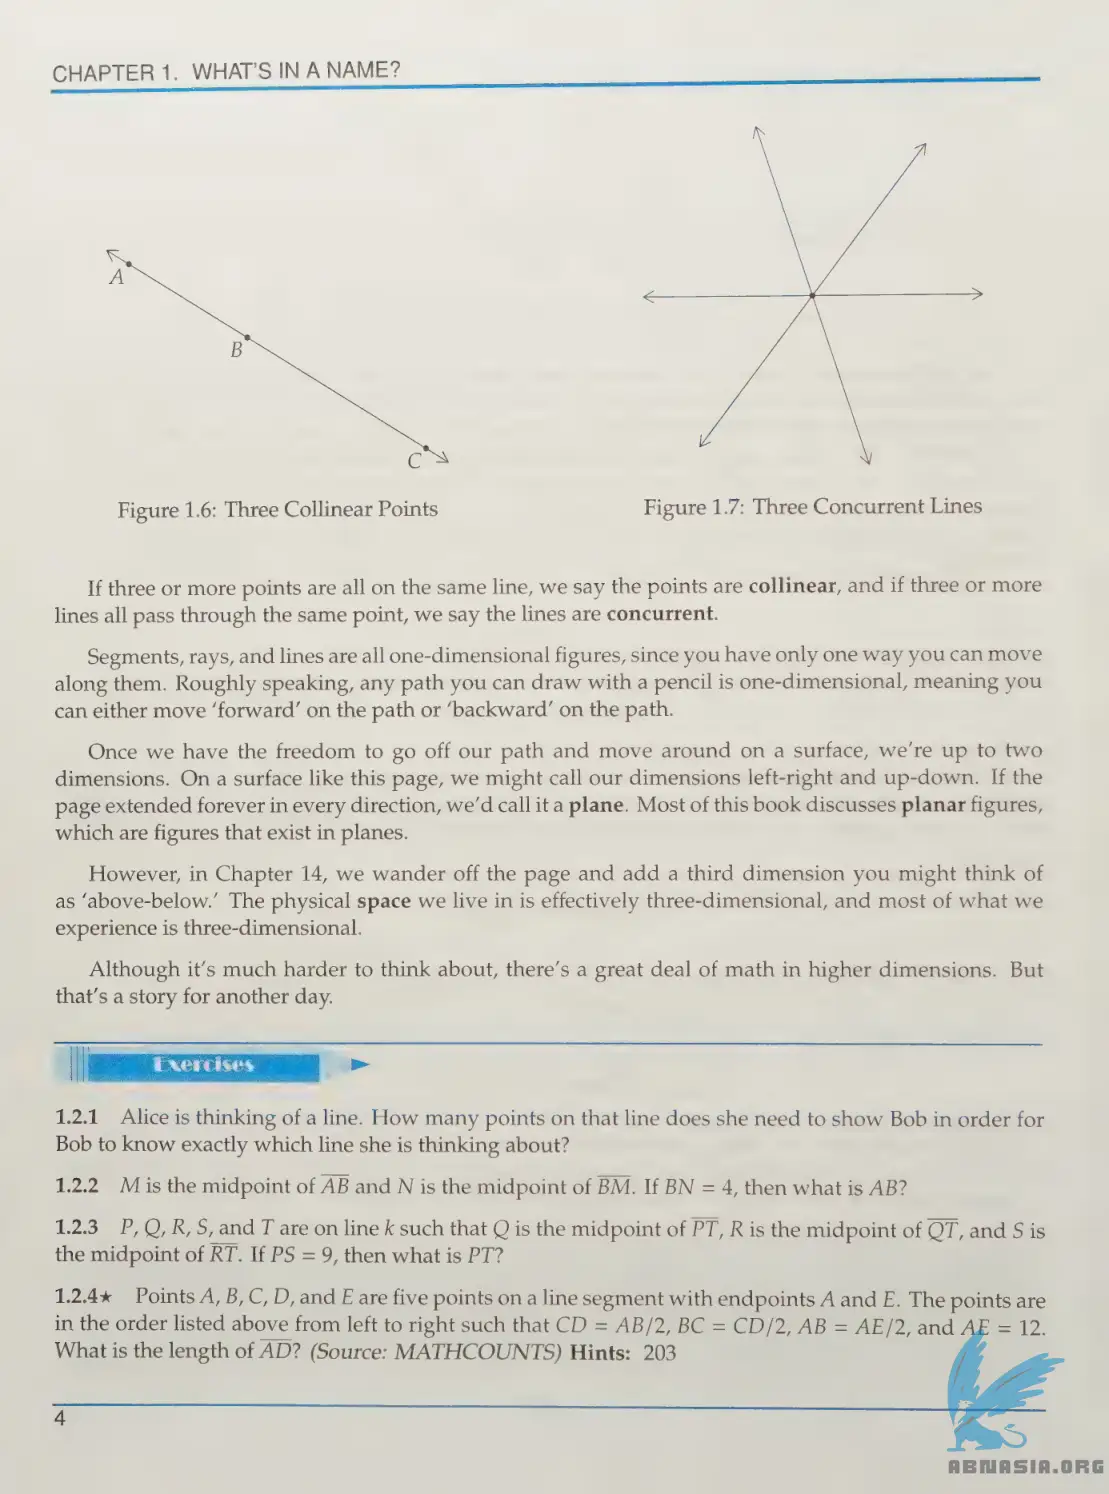 CHAPTER 1. WHAT'S IN A NAME?
A
B
C
Figure 1.6: Three Collinear Points
Figure 1.7: Three Concurrent Lines
If three or more points are all on the same line, we say the points are collinear, and if three or more
lines all pass through the same point, we say the lines are concurrent.
Segments, rays, and lines are all one-dimensional figures, since you have only one way you can move
along them. Roughly speaking, any path you can draw with a pencil is one-dimensional, meaning you
can either move 'forward' on the path or 'backward' on the path.
Once we have the freedom to go off our path and move around on a surface, we're up to two
dimensions. On a surface like this page, we might call our dimensions left-right and up-down. If the
page extended forever in every direction, we'd call it a plane. Most of this book discusses planar figures,
which are figures that exist in planes.
However, in Chapter 14, we wander off the page and add a third dimension you might think of
as 'above-below.' The physical space we live in is effectively three-dimensional, and most of what we
experience is three-dimensional.
Although it's much harder to think about, there's a great deal of math in higher dimensions. But
that's a story for another day.
Exercises
1.2.1 Alice is thinking of a line. How many points on that line does she need to show Bob in order for
Bob to know exactly which line she is thinking about?
1.2.2 M is the midpoint of A̅B̅ and N is the midpoint of B̅M̅. If BN = 4, then what is AB?
1.2.3 P, Q, R, S, and T are on line k such that Q is the midpoint of P̅T̅, R is the midpoint of Q̅T̅, and S is
the midpoint of R̅T̅. If PS = 9, then what is PT?
1.2.4★ Points A, B, C, D, and E are five points on a line segment with endpoints A and E. The points are
in the order listed above from left to right such that CD = AB/2, BC = CD/2, AB = AE/2, and AE = 12.
What is the length of A̅D̅? (Source: MATHCOUNTS) Hints: 203
4
ABNASIA.ORG